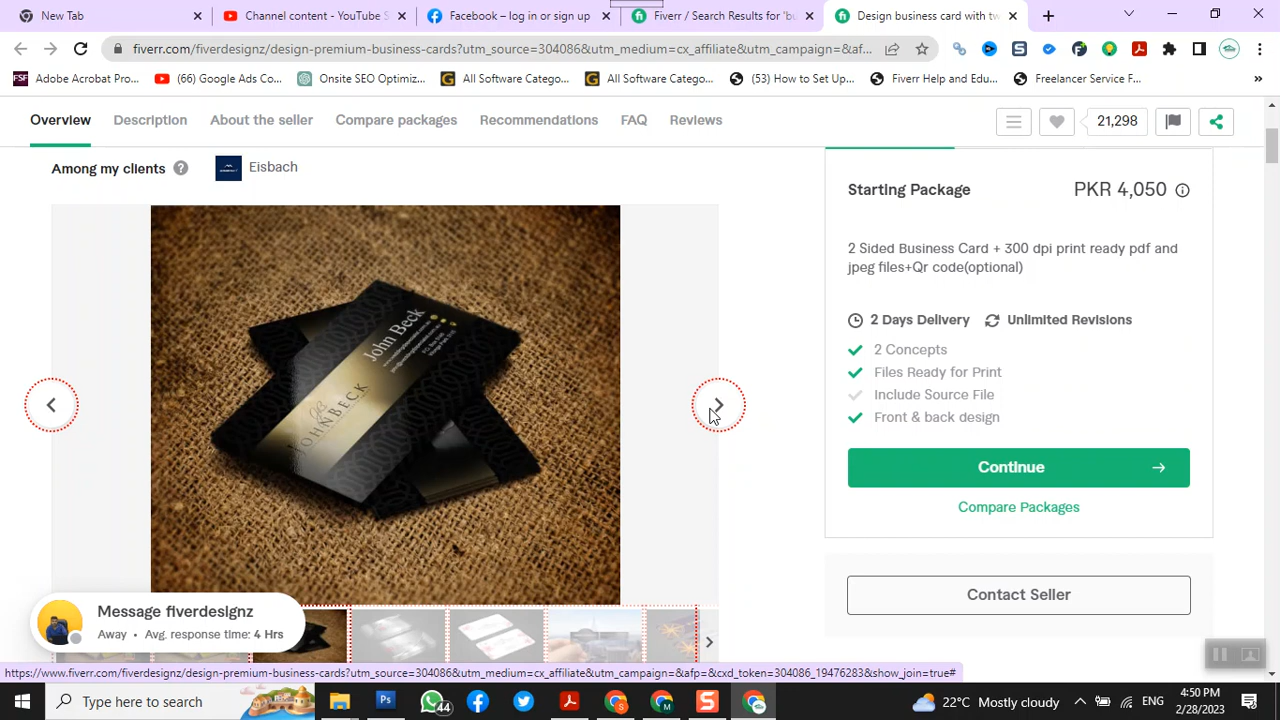 New Tab
Channel content - YouTube S
Facebook – log in or sign up
Fiverr / Search Results for 'bu
Design business card with tw
fiverr.com/fiverdesignz/design-premium-business-cards?utm_source=304086&utm_medium=cx_affiliate&utm_campaign=&af...
Adobe Acrobat Pro...
(66) Google Ads Co...
Onsite SEO Optimiz...
All Software Catego...
All Software Catego...
(53) How to Set Up...
Fiverr Help and Edu...
Freelancer Service F...
Overview
Description
About the seller
Compare packages
Recommendations
FAQ
Reviews
21,298
Among my clients
Eisbach
Starting Package
PKR 4,050
2 Sided Business Card + 300 dpi print ready pdf and
jpeg files+Qr code(optional)
2 Days Delivery
Unlimited Revisions
2 Concepts
Files Ready for Print
Include Source File
Front & back design
Continue
Compare Packages
Contact Seller
John Beck
JOHNBECK
Message fiverdesignz
Away • Avg. response time: 4 Hrs
https://www.fiverr.com/fiverdesignz/design-premium-business-cards?utm_source=304086&utm_medium=cx_affiliate&utm_campaign=&afp=&cxd_token=304086_19476283&show_join=true#
Type here to search
44
22°C Mostly cloudy
ENG
4:50 PM
2/28/2023